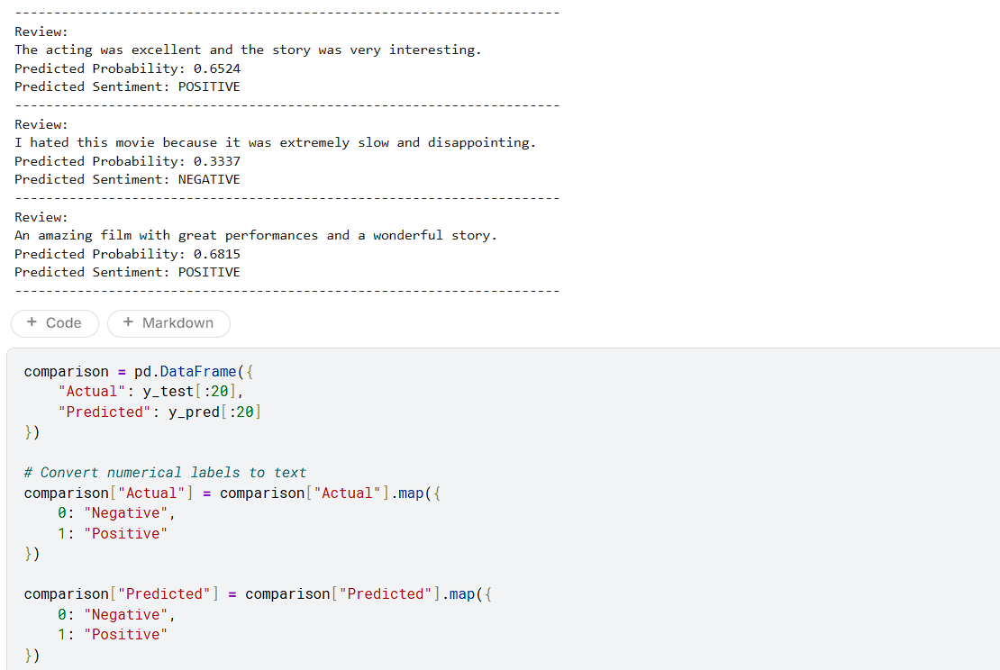 ----------------------------------------------------------------------
Review:
The acting was excellent and the story was very interesting.
Predicted Probability: 0.6524
Predicted Sentiment: POSITIVE
----------------------------------------------------------------------
Review:
I hated this movie because it was extremely slow and disappointing.
Predicted Probability: 0.3337
Predicted Sentiment: NEGATIVE
----------------------------------------------------------------------
Review:
An amazing film with great performances and a wonderful story.
Predicted Probability: 0.6815
Predicted Sentiment: POSITIVE
----------------------------------------------------------------------
+ Code + Markdown
comparison = pd.DataFrame({
    "Actual": y_test[:20],
    "Predicted": y_pred[:20]
})

# Convert numerical labels to text
comparison["Actual"] = comparison["Actual"].map({
    0: "Negative",
    1: "Positive"
})

comparison["Predicted"] = comparison["Predicted"].map({
    0: "Negative",
    1: "Positive"
})